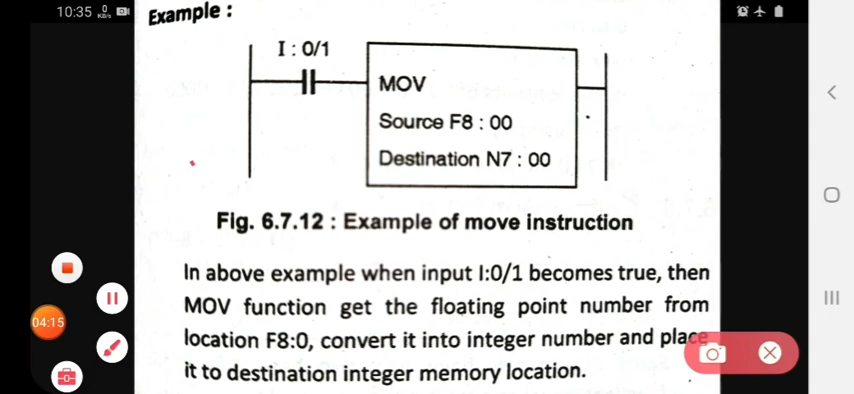 10:35 0 KB/s
Example :
I : 0/1
MOV
Source F8 : 00
Destination N7 : 00
Fig. 6.7.12 : Example of move instruction
In above example when input I:0/1 becomes true, then
MOV function get the floating point number from
location F8:0, convert it into integer number and place
it to destination integer memory location.
04:15